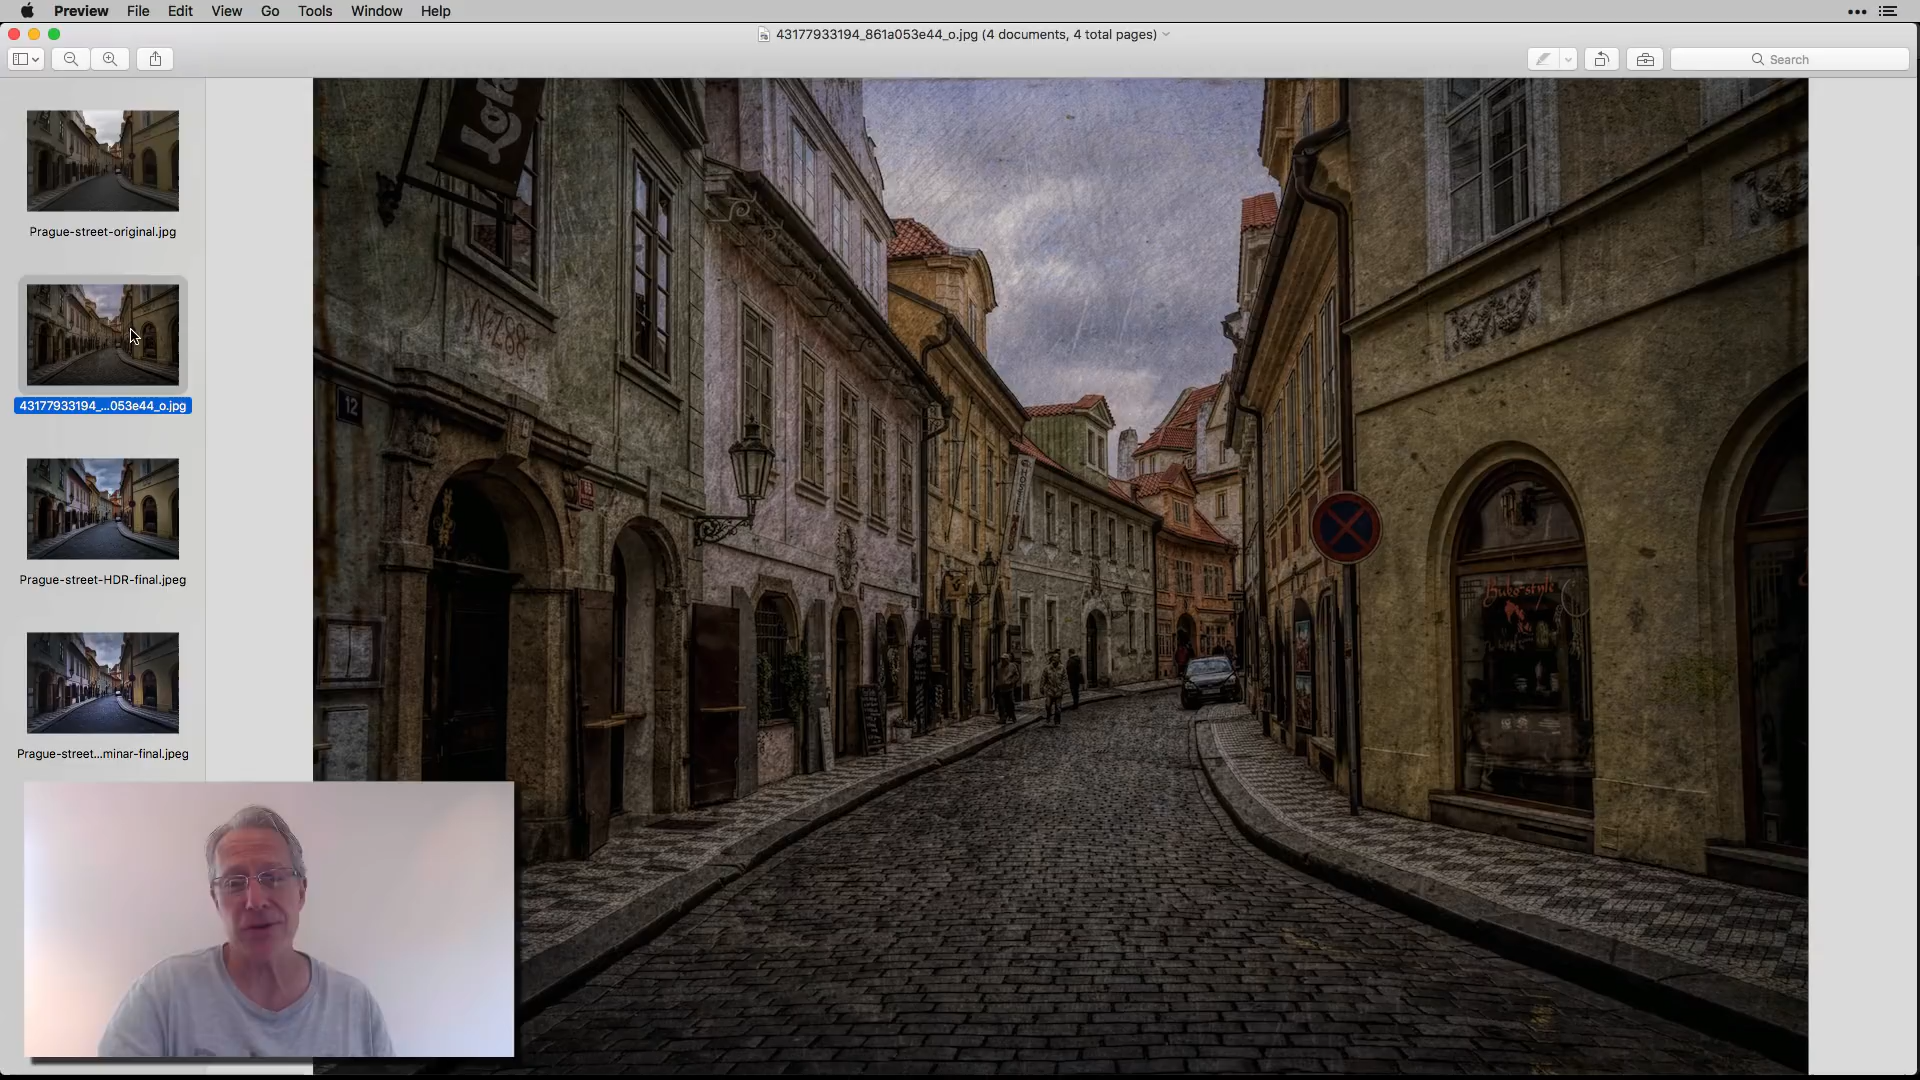 Preview File Edit View Go Tools Window Help
43177933194_861a053e44_o.jpg (4 documents, 4 total pages)
Search
Prague-street-original.jpg
43177933194_...053e44_o.jpg
Prague-street-HDR-final.jpeg
Prague-street...minar-final.jpeg
12